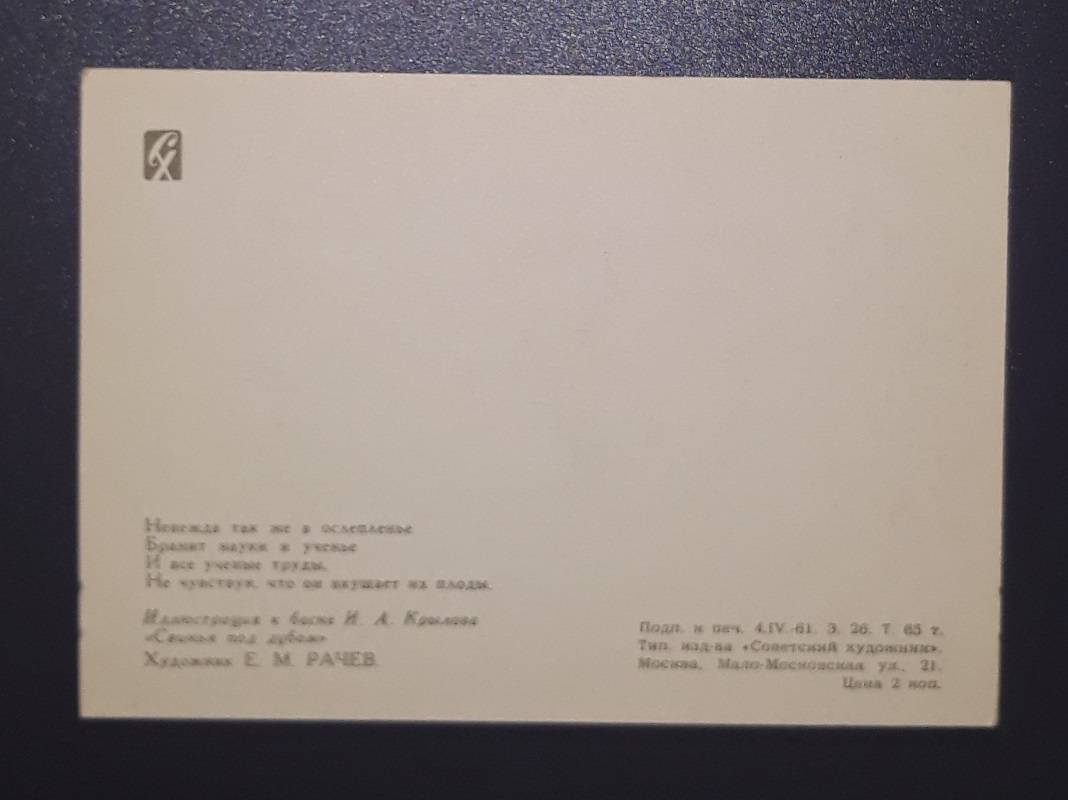 СХ
Невежда так же в ослепленье
Бранит науки и ученье
И все ученые труды,
Не чувствуя, что он вкушает их плоды.
Иллюстрация к басне И. А. Крылова
«Свинья под дубом»
Художник Е. М. РАЧЕВ.
Подп. к печ. 4.IV.-61. З. 26. Т. 65 т.
Тип. изд-ва «Советский художник».
Москва, Мало-Московская ул., 21.
Цена 2 коп.